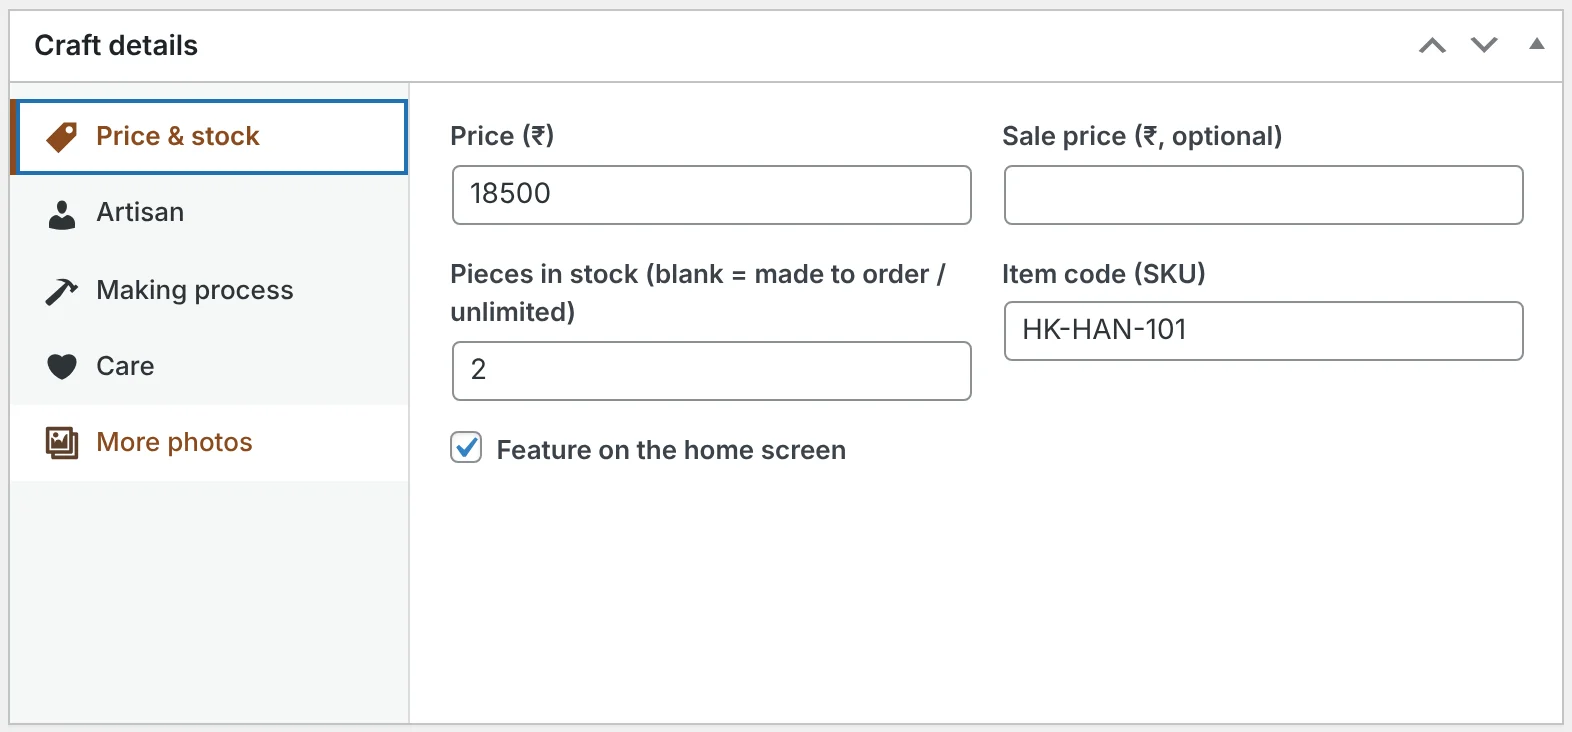 Craft details
Price & stock
Artisan
Making process
Care
More photos
Price (₹)
18500
Sale price (₹, optional)
Pieces in stock (blank = made to order /
unlimited)
2
Item code (SKU)
HK-HAN-101
Feature on the home screen